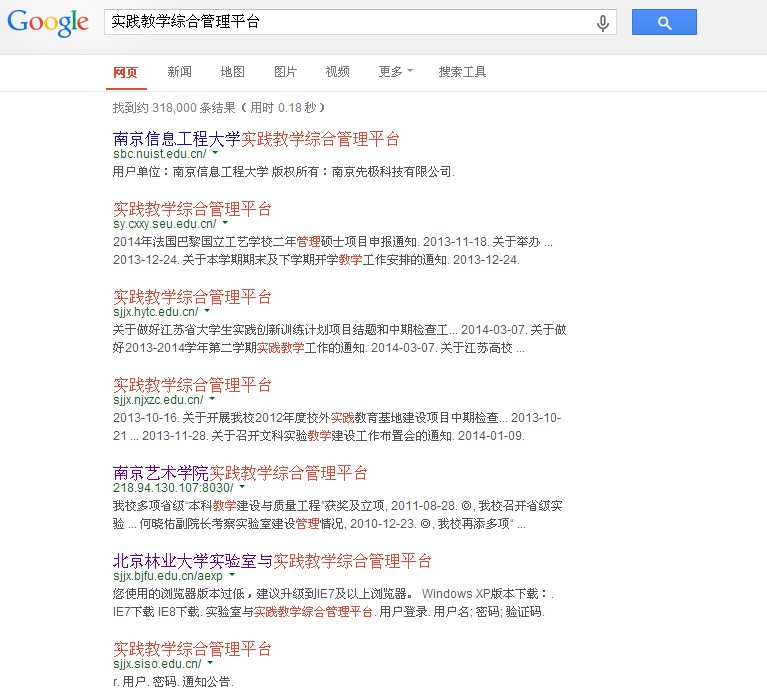 Google 实践教学综合管理平台
网页 新闻 地图 图片 视频 更多 搜索工具
找到约 318,000 条结果 （用时 0.18 秒）
南京信息工程大学实践教学综合管理平台
sbc.nuist.edu.cn/
用户单位：南京信息工程大学 版权所有：南京先极科技有限公司.
实践教学综合管理平台
sy.cxxy.seu.edu.cn/
2014年法国巴黎国立工艺学校二年管理硕士项目申报通知. 2013-11-18. 关于举办 ...
2013-12-24. 关于本学期期末及下学期开学教学工作安排的通知. 2013-12-24.
实践教学综合管理平台
sjjx.hytc.edu.cn/
关于做好江苏省大学生实践创新训练计划项目结题和中期检查工... 2014-03-07. 关于做
好2013-2014学年第二学期实践教学工作的通知. 2014-03-07. 关于江苏高校 ...
实践教学综合管理平台
sjjx.njxzc.edu.cn/
2013-10-16. 关于开展我校2012年度校外实践教育基地建设项目中期检查... 2013-10-
21 ... 2013-11-28. 关于召开文科实验教学建设工作布置会的通知. 2014-01-09.
南京艺术学院实践教学综合管理平台
218.94.130.107:8030/
我校多项省级“本科教学建设与质量工程”获奖及立项, 2011-08-28. ◎, 我校召开省级实
验 ... 何晓佑副院长考察实验室建设管理情况, 2010-12-23. ◎, 我校再添多项“ ...
北京林业大学实验室与实践教学综合管理平台
sjjx.bjfu.edu.cn/aexp
您使用的浏览器版本过低，建议升级到IE7及以上浏览器。 Windows XP版本下载：.
IE7下载 IE8下载. 实验室与实践教学综合管理平台. 用户登录. 用户名; 密码; 验证码.
实践教学综合管理平台
sjjx.siso.edu.cn/
r. 用户. 密码. 通知公告.